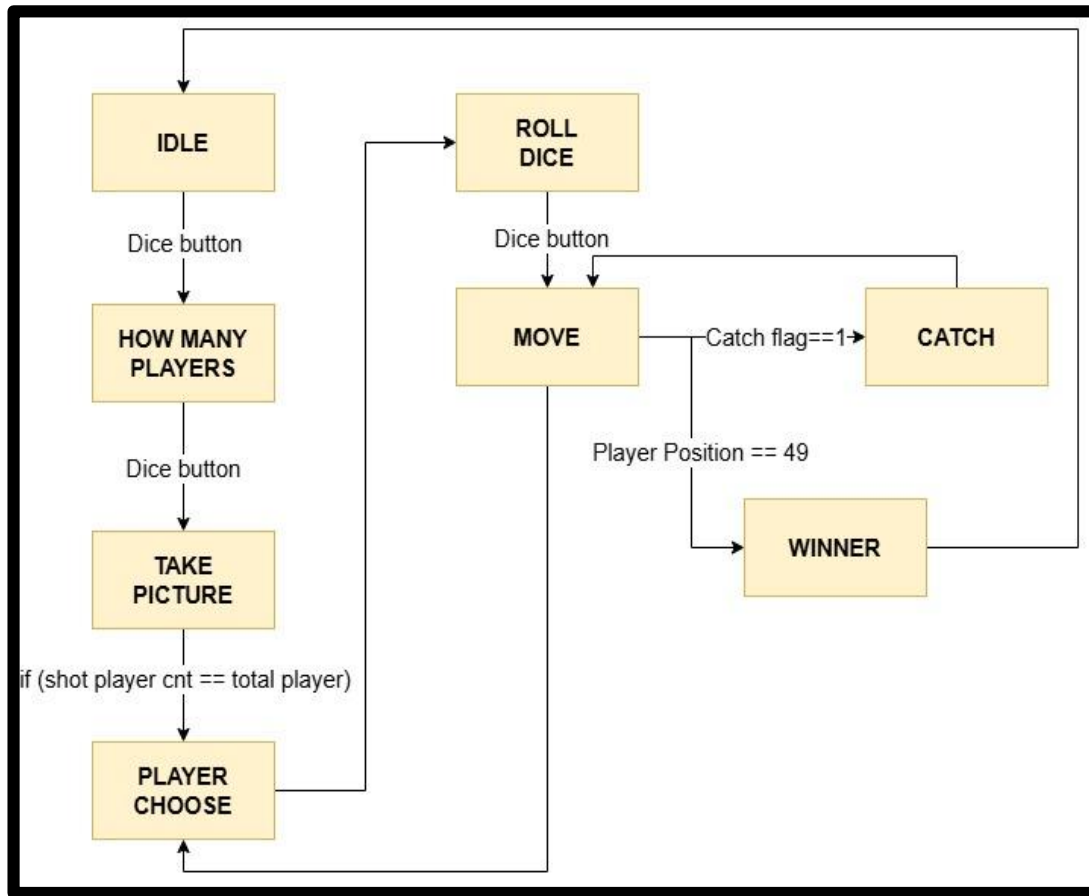 IDLE
Dice button
HOW MANY
PLAYERS
Dice button
TAKE
PICTURE
if (shot player cnt == total player)
PLAYER
CHOOSE
ROLL
DICE
Dice button
MOVE
Catch flag==1
CATCH
Player Position == 49
WINNER